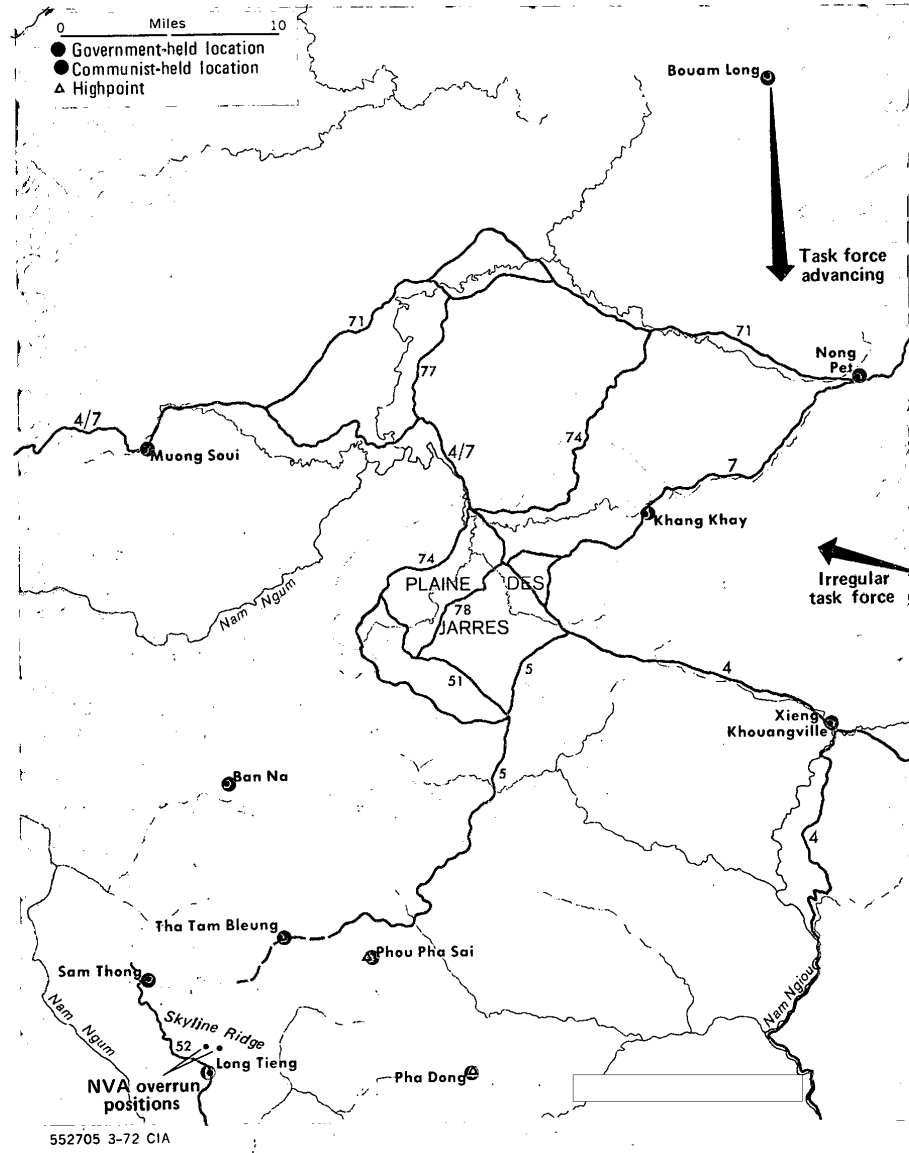 Miles
0 10
Government-held location
Communist-held location
Highpoint
Bouam Long
Task force
advancing
71
71
Nong
Pet
77
4/7
Muong Soui
4/7
74
7
Khang Khay
74
PLAINE DES
JARRES
78
Irregular
task force
Nam Ngum
51
5
4
Xieng
Khouangville
Ban Na
5
4
Tha Tam Bleung
Phou Pha Sai
Sam Thong
Nam Ngiou
Nam Ngum
Skyline Ridge
52
Long Tieng
Pha Dong
NVA overrun
positions
552705 3-72 CIA